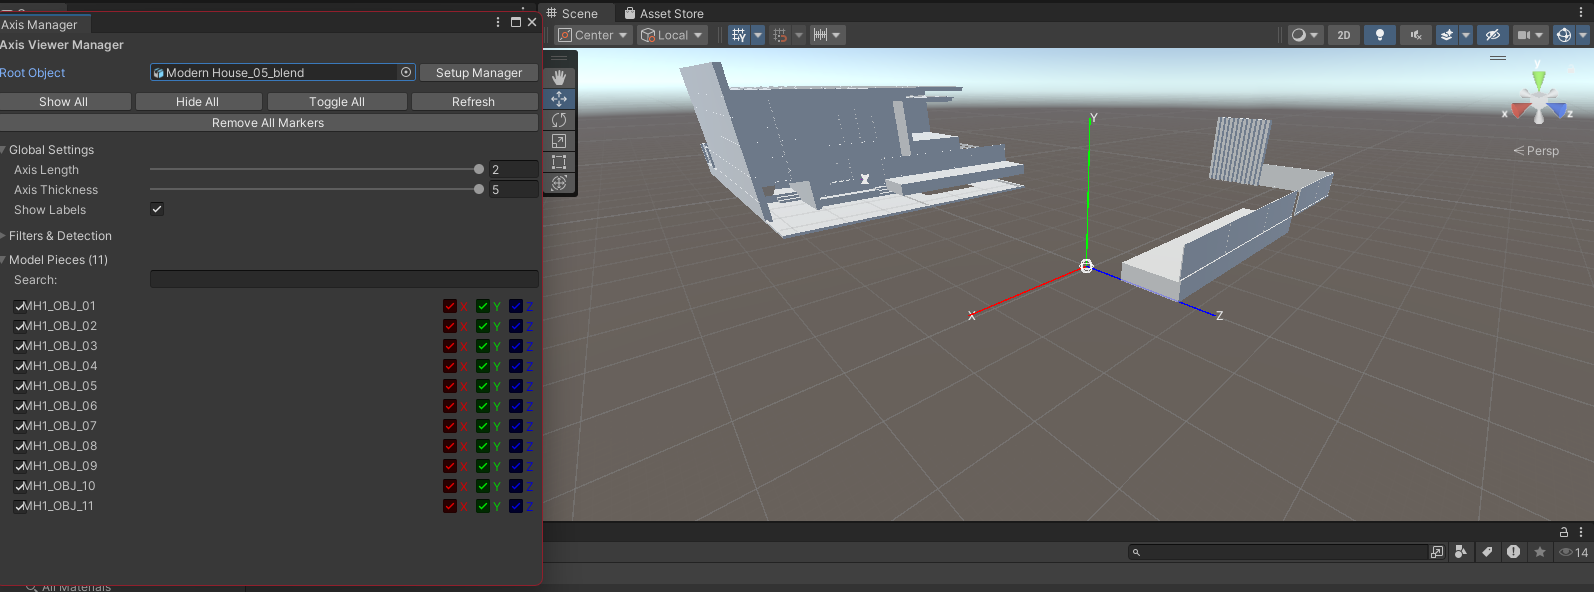 Axis Manager
Axis Viewer Manager
Root Object
Modern House_05_blend
Setup Manager
Show All
Hide All
Toggle All
Refresh
Remove All Markers
Global Settings
Axis Length
2
Axis Thickness
5
Show Labels
Filters & Detection
Model Pieces (11)
Search:
MH1_OBJ_01 X Y Z
MH1_OBJ_02 X Y Z
MH1_OBJ_03 X Y Z
MH1_OBJ_04 X Y Z
MH1_OBJ_05 X Y Z
MH1_OBJ_06 X Y Z
MH1_OBJ_07 X Y Z
MH1_OBJ_08 X Y Z
MH1_OBJ_09 X Y Z
MH1_OBJ_10 X Y Z
MH1_OBJ_11 X Y Z
All Materials
Scene
Asset Store
Center
Local
2D
y
x
z
< Persp
Y
X
Z
14